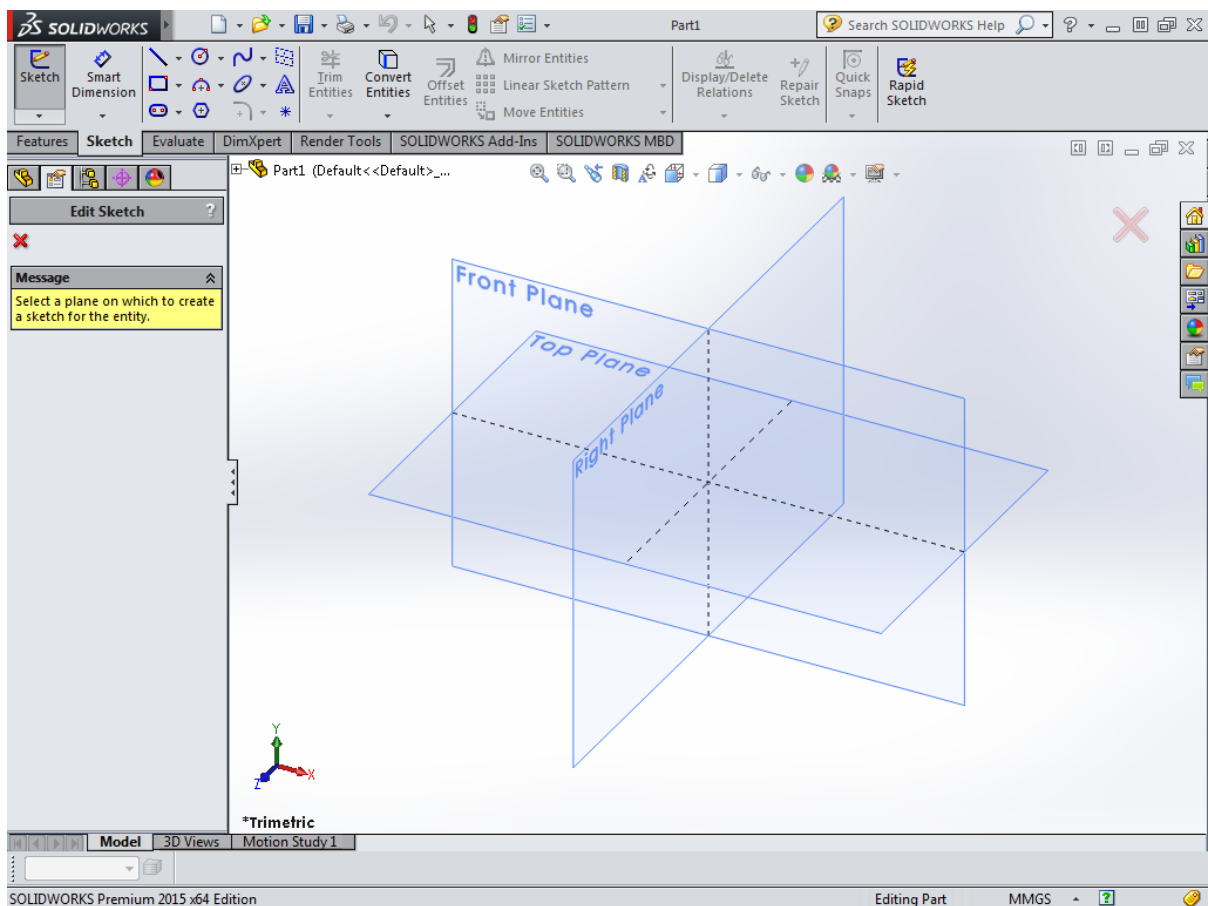 SOLIDWORKS
Part1
Search SOLIDWORKS Help
Sketch
Smart
Dimension
Trim
Entities
Convert
Entities
Offset
Entities
Mirror Entities
Linear Sketch Pattern
Move Entities
Display/Delete
Relations
Repair
Sketch
Quick
Snaps
Rapid
Sketch
Features
Sketch
Evaluate
DimXpert
Render Tools
SOLIDWORKS Add-Ins
SOLIDWORKS MBD
Part1 (Default<<Default>_...
Edit Sketch
?
Message
Select a plane on which to create
a sketch for the entity.
Front Plane
Top Plane
Right Plane
Y
X
Z
*Trimetric
Model
3D Views
Motion Study 1
SOLIDWORKS Premium 2015 x64 Edition
Editing Part
MMGS
?